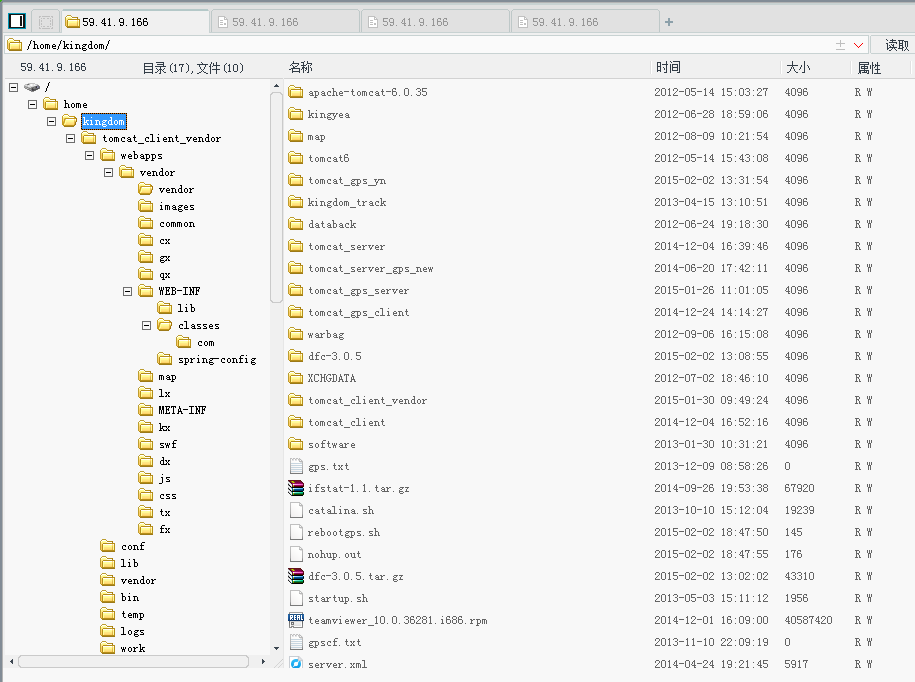 59.41.9.166 59.41.9.166 59.41.9.166 59.41.9.166 +
/home/kingdom/ 读取
59.41.9.166 目录(17),文件(10) 名称 时间 大小 属性
/
home
kingdom
tomcat_client_vendor
webapps
vendor
vendor
images
common
cx
gx
qx
WEB-INF
lib
classes
com
spring-config
map
lx
META-INF
kx
swf
dx
js
css
tx
fx
conf
lib
vendor
bin
temp
logs
work
apache-tomcat-6.0.35 2012-05-14 15:03:27 4096 R W
kingyea 2012-06-28 18:59:06 4096 R W
map 2012-08-09 10:21:54 4096 R W
tomcat6 2012-05-14 15:43:08 4096 R W
tomcat_gps_yn 2015-02-02 13:31:54 4096 R W
kingdom_track 2013-04-15 13:10:51 4096 R W
databack 2012-06-24 19:18:30 4096 R W
tomcat_server 2014-12-04 16:39:46 4096 R W
tomcat_server_gps_new 2014-06-20 17:42:11 4096 R W
tomcat_gps_server 2015-01-26 11:01:05 4096 R W
tomcat_gps_client 2014-12-24 14:14:27 4096 R W
warbag 2012-09-06 16:15:08 4096 R W
dfc-3.0.5 2015-02-02 13:08:55 4096 R W
XCHGDATA 2012-07-02 18:46:10 4096 R W
tomcat_client_vendor 2015-01-30 09:49:24 4096 R W
tomcat_client 2014-12-04 16:52:16 4096 R W
software 2013-01-30 10:31:21 4096 R W
gps.txt 2013-12-09 08:58:26 0 R W
ifstat-1.1.tar.gz 2014-09-26 19:53:38 67920 R W
catalina.sh 2013-10-10 15:12:04 19239 R W
rebootgps.sh 2015-02-02 18:47:50 145 R W
nohup.out 2015-02-02 18:47:55 176 R W
dfc-3.0.5.tar.gz 2015-02-02 13:02:02 43310 R W
startup.sh 2013-05-03 15:11:12 1956 R W
teamviewer_10.0.36281.i686.rpm 2014-12-01 16:09:00 40587420 R W
gpscf.txt 2013-11-10 22:09:19 0 R W
server.xml 2014-04-24 19:21:45 5917 R W